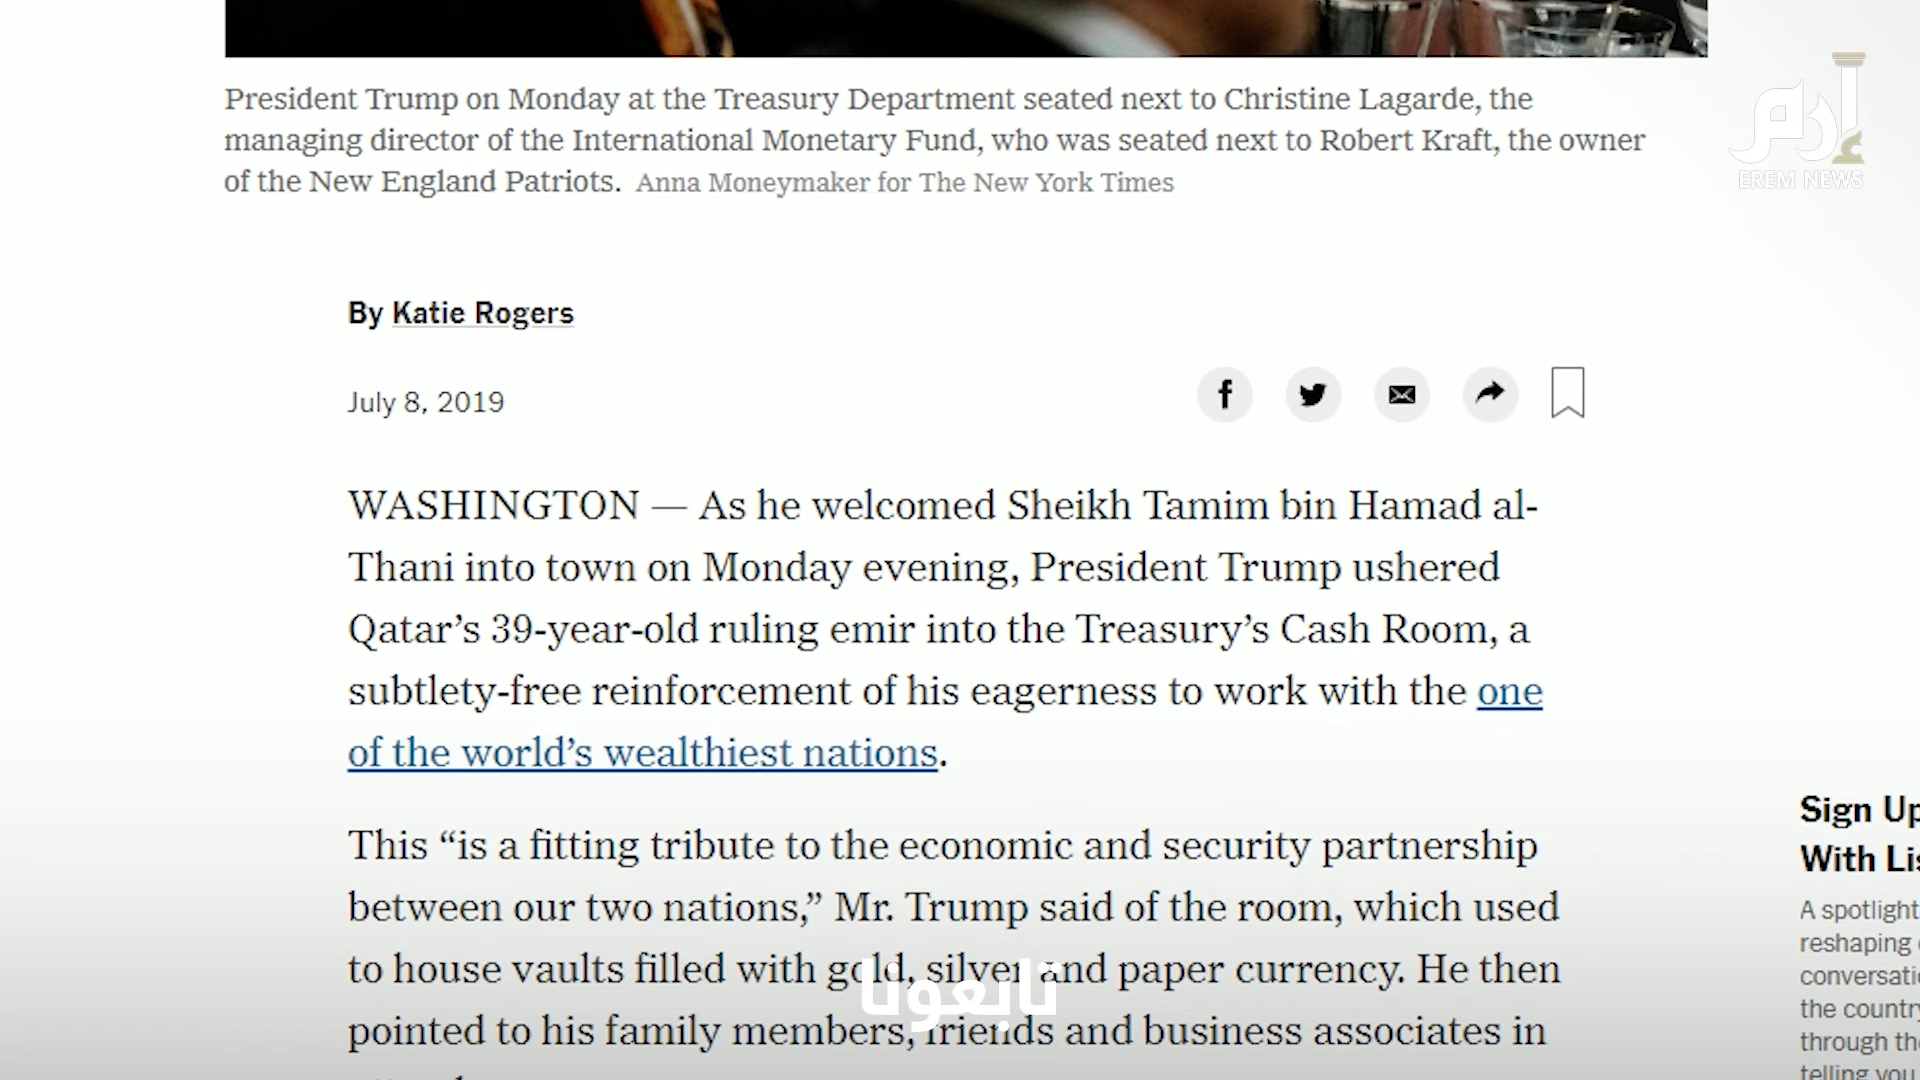 President Trump on Monday at the Treasury Department seated next to Christine Lagarde, the
managing director of the International Monetary Fund, who was seated next to Robert Kraft, the owner
of the New England Patriots. Anna Moneymaker for The New York Times
إرم
EREM NEWS
By Katie Rogers
July 8, 2019
WASHINGTON — As he welcomed Sheikh Tamim bin Hamad al-
Thani into town on Monday evening, President Trump ushered
Qatar’s 39-year-old ruling emir into the Treasury’s Cash Room, a
subtlety-free reinforcement of his eagerness to work with the one
of the world’s wealthiest nations.
This “is a fitting tribute to the economic and security partnership
between our two nations,” Mr. Trump said of the room, which used
to house vaults filled with gold, silver and paper currency. He then
pointed to his family members, friends and business associates in
تابعونا
Sign Up
With Lis
A spotlight
reshaping
conversati
the country
through the
telling you